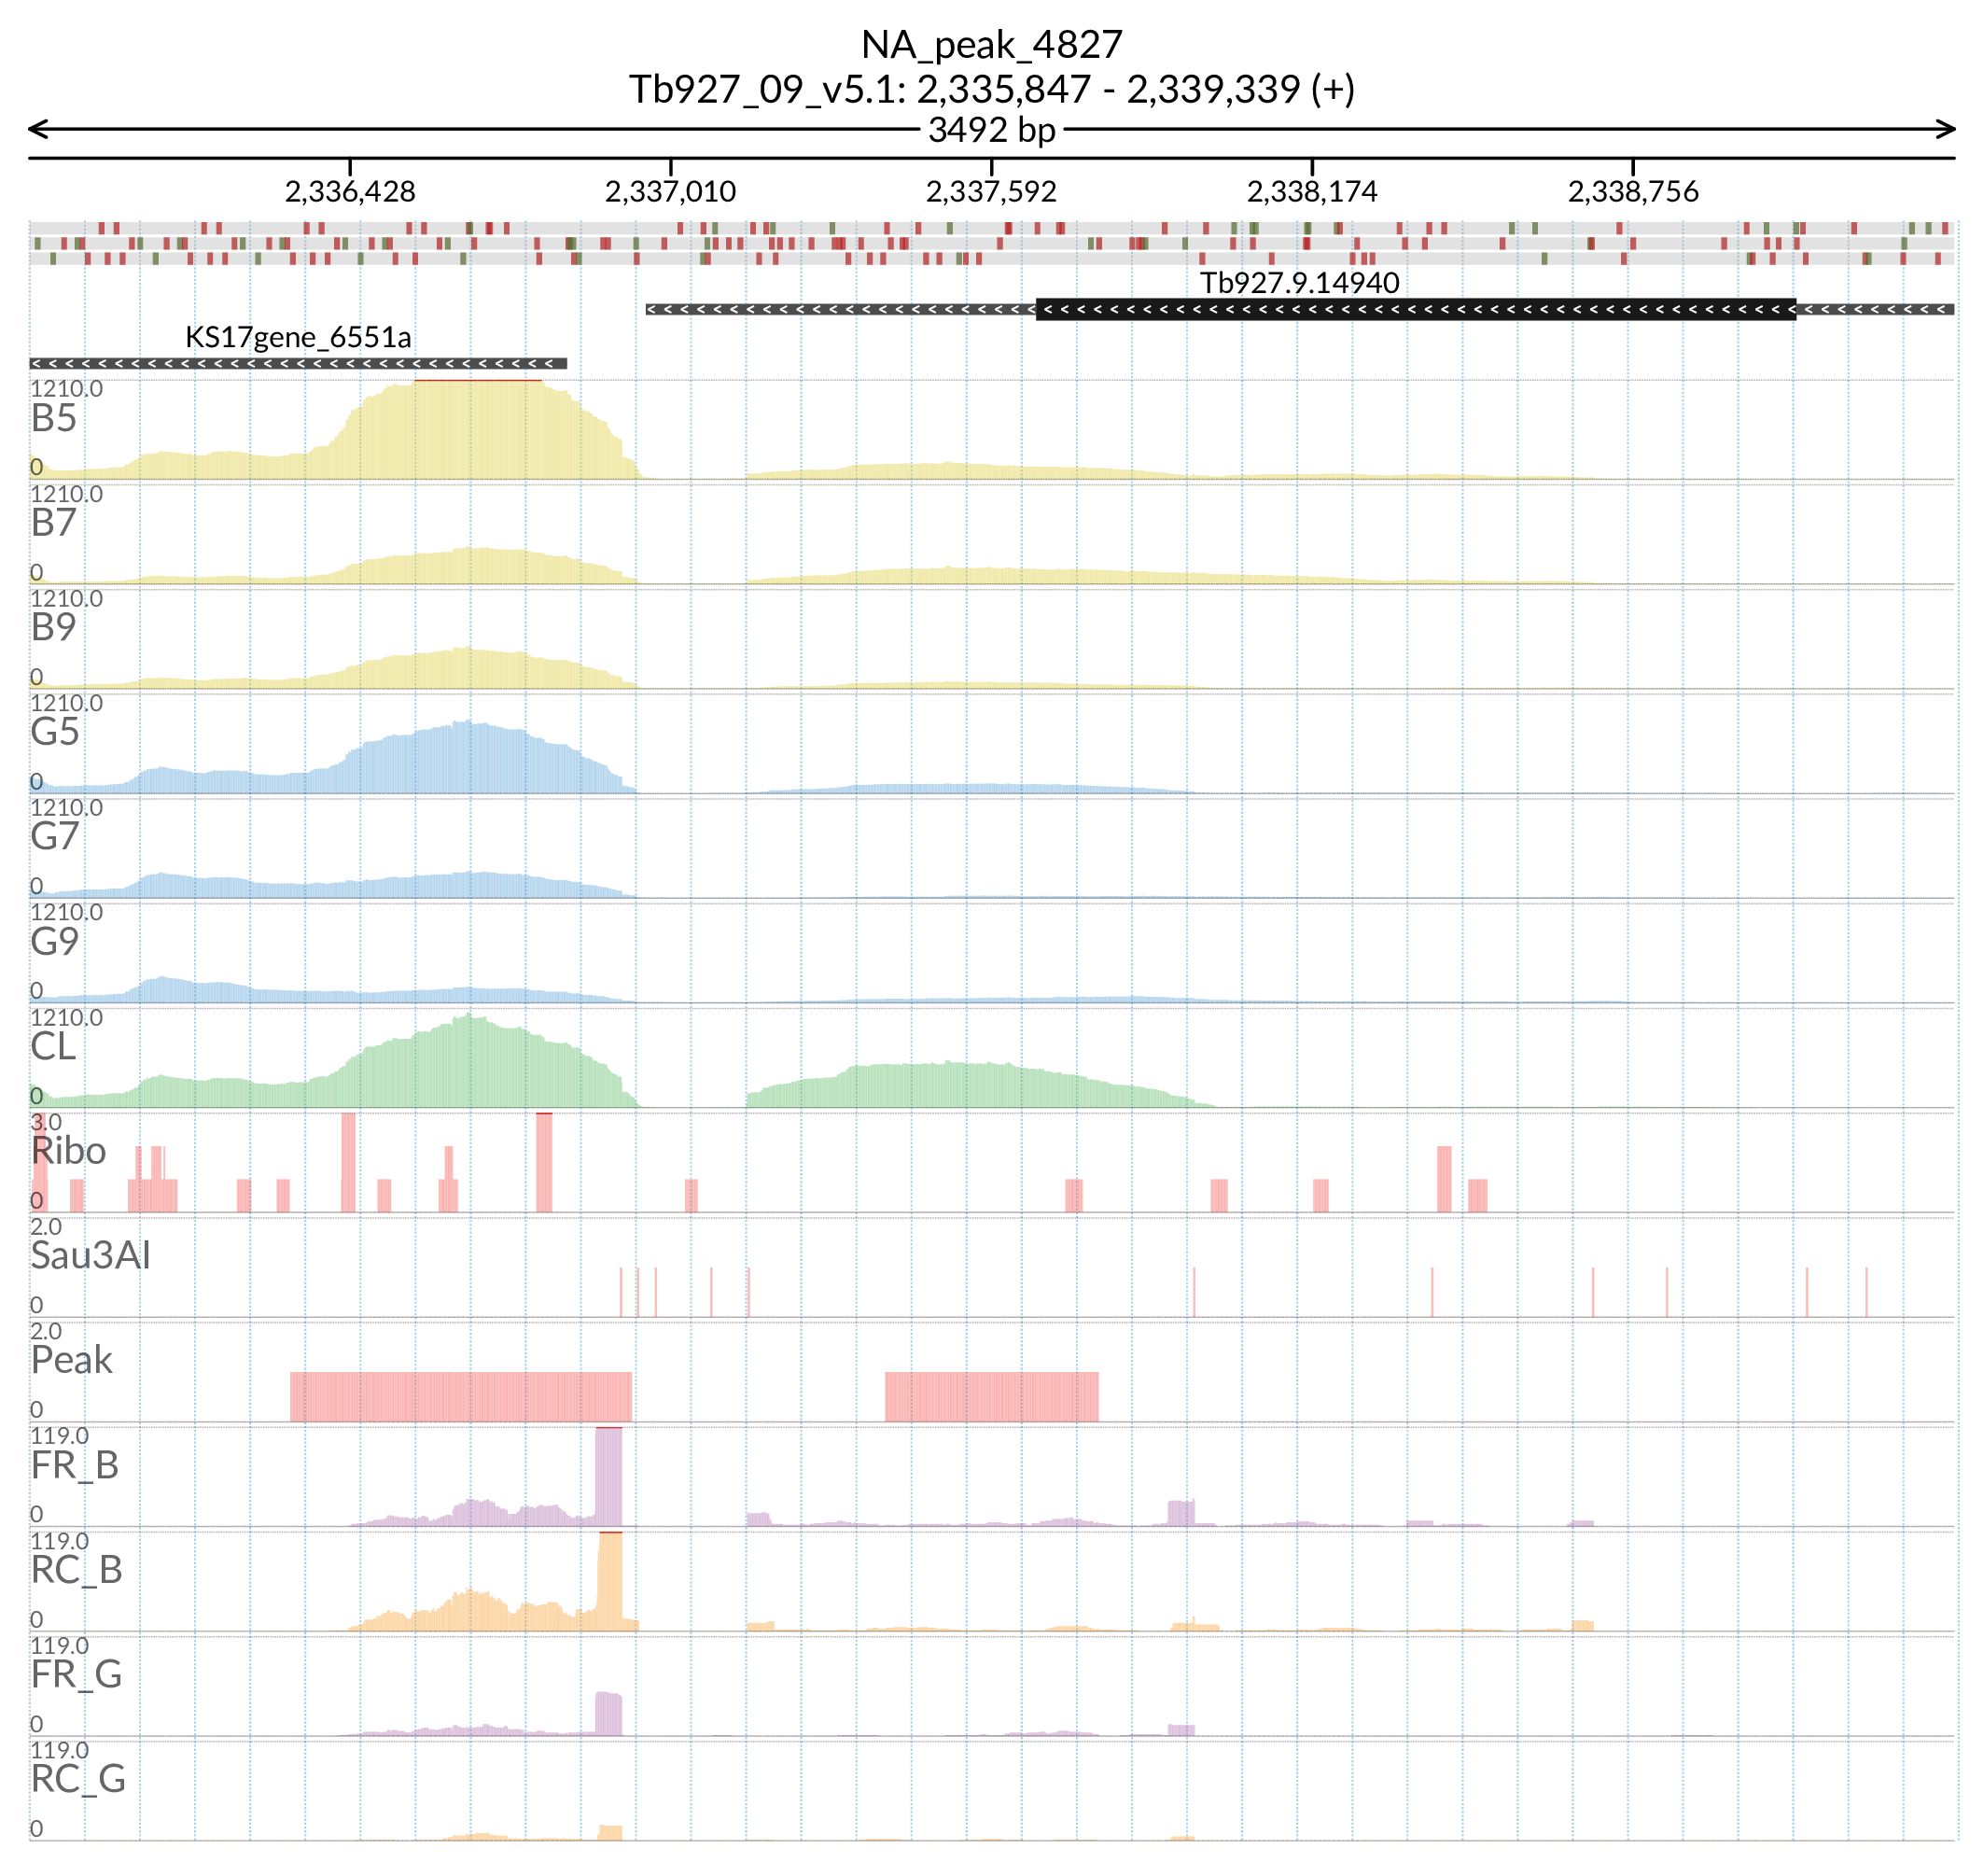 NA_peak_4827
Tb927_09_v5.1: 2,335,847 - 2,339,339 (+)
3492 bp
2,336,428 2,337,010 2,337,592 2,338,174 2,338,756
Tb927.9.14940
KS17gene_6551a
1210.0
B5
0
1210.0
B7
0
1210.0
B9
0
1210.0
G5
0
1210.0
G7
0
1210.0
G9
0
1210.0
CL
0
3.0
Ribo
0
2.0
Sau3AI
0
2.0
Peak
0
119.0
FR_B
0
119.0
RC_B
0
119.0
FR_G
0
119.0
RC_G
0